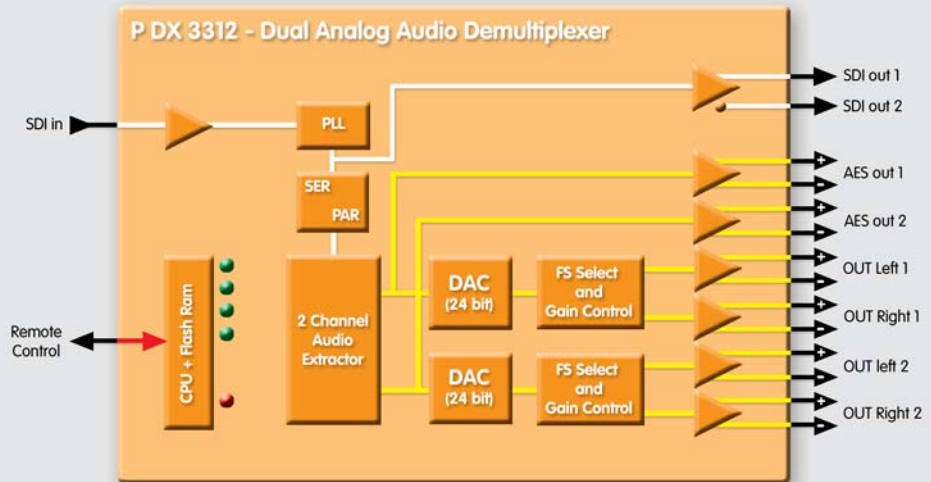 P DX 3312 - Dual Analog Audio Demultiplexer
SDI in
PLL
SER
PAR
SDI out 1
SDI out 2
+
-
AES out 1
+
-
AES out 2
CPU + Flash Ram
Remote
Control
2 Channel
Audio
Extractor
DAC
(24 bit)
FS Select
and
Gain Control
+
-
OUT Left 1
+
-
OUT Right 1
DAC
(24 bit)
FS Select
and
Gain Control
+
-
OUT left 2
+
-
OUT Right 2